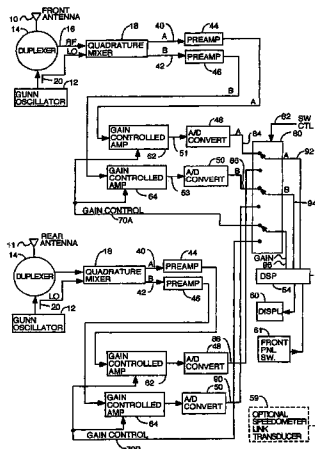 FRONT
ANTENNA
10
14
16
18
40
44
A
PREAMP
DUPLEXER
RF
LO
QUADRATURE
MIXER
B
PREAMP
42
46
20
12
GUNN
OSCILLATOR
B
A
48
SW
CTL
82
80
GAIN
CONTROLLED
AMP
51
A/D
CONVERT
A
84
92
62
86
50
GAIN
CONTROLLED
AMP
53
A/D
CONVERT
B
A
B
64
94
GAIN CONTROL
70A
REAR
ANTENNA
11
14
18
40
44
A
PREAMP
GAIN
96
DUPLEXER
QUADRATURE
MIXER
B
PREAMP
DSP
LO
42
46
54
20
12
60
DISPL
GUNN
OSCILLATOR
61
FRONT
PNL
SW.
88
48
GAIN
CONTROLLED
AMP
A/D
CONVERT
62
90
50
GAIN
CONTROLLED
AMP
A/D
CONVERT
59
OPTIONAL
SPEEDOMETER
LINK
TRANSDUCER
64
GAIN CONTROL